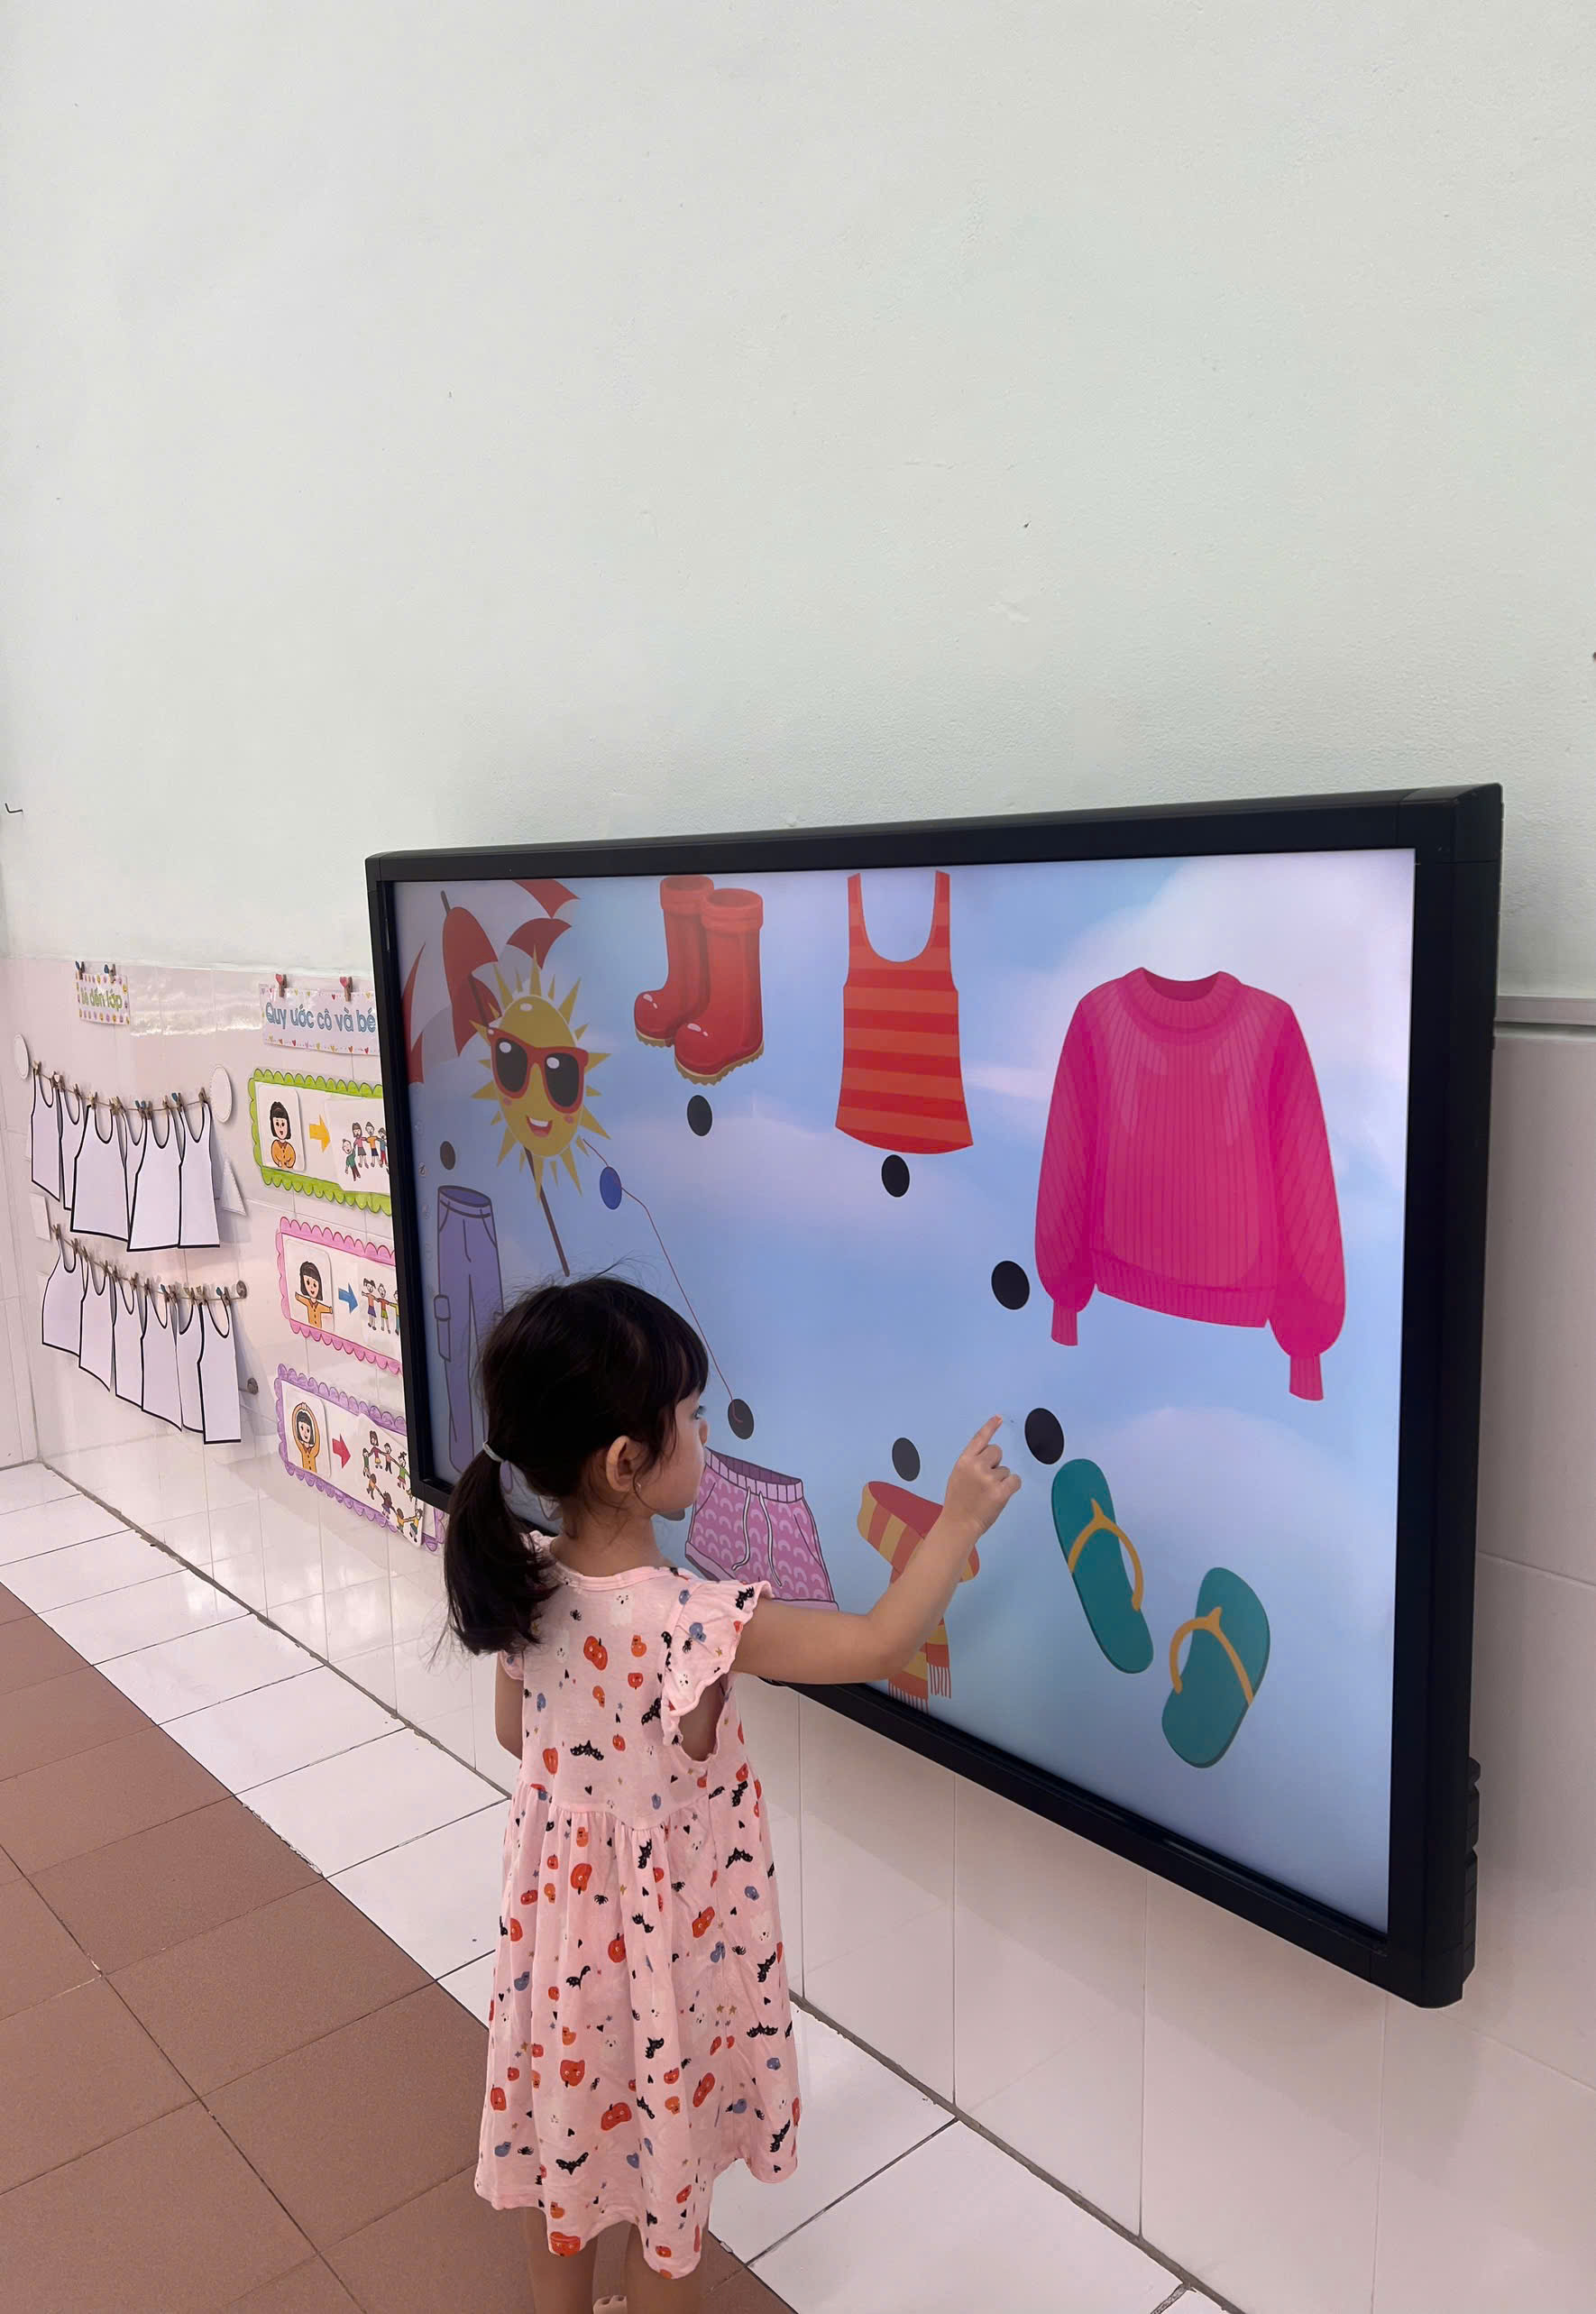 bé đến lớp
Quy ước cô và bé